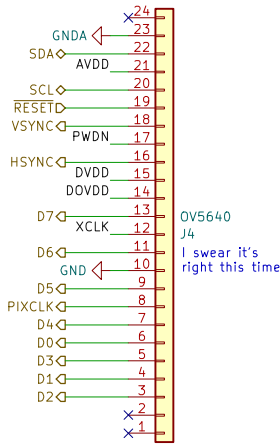 24
GNDA 23
SDA 22
AVDD 21
SCL 20
RESET 19
VSYNC 18
PWDN 17
HSYNC 16
DVDD 15
DOVDD 14
D7 13
OV5640
XCLK 12
J4
D6 11
I swear it's
GND 10
right this time
D5 9
PIXCLK 8
D4 7
D0 6
D3 5
D1 4
D2 3
2
1